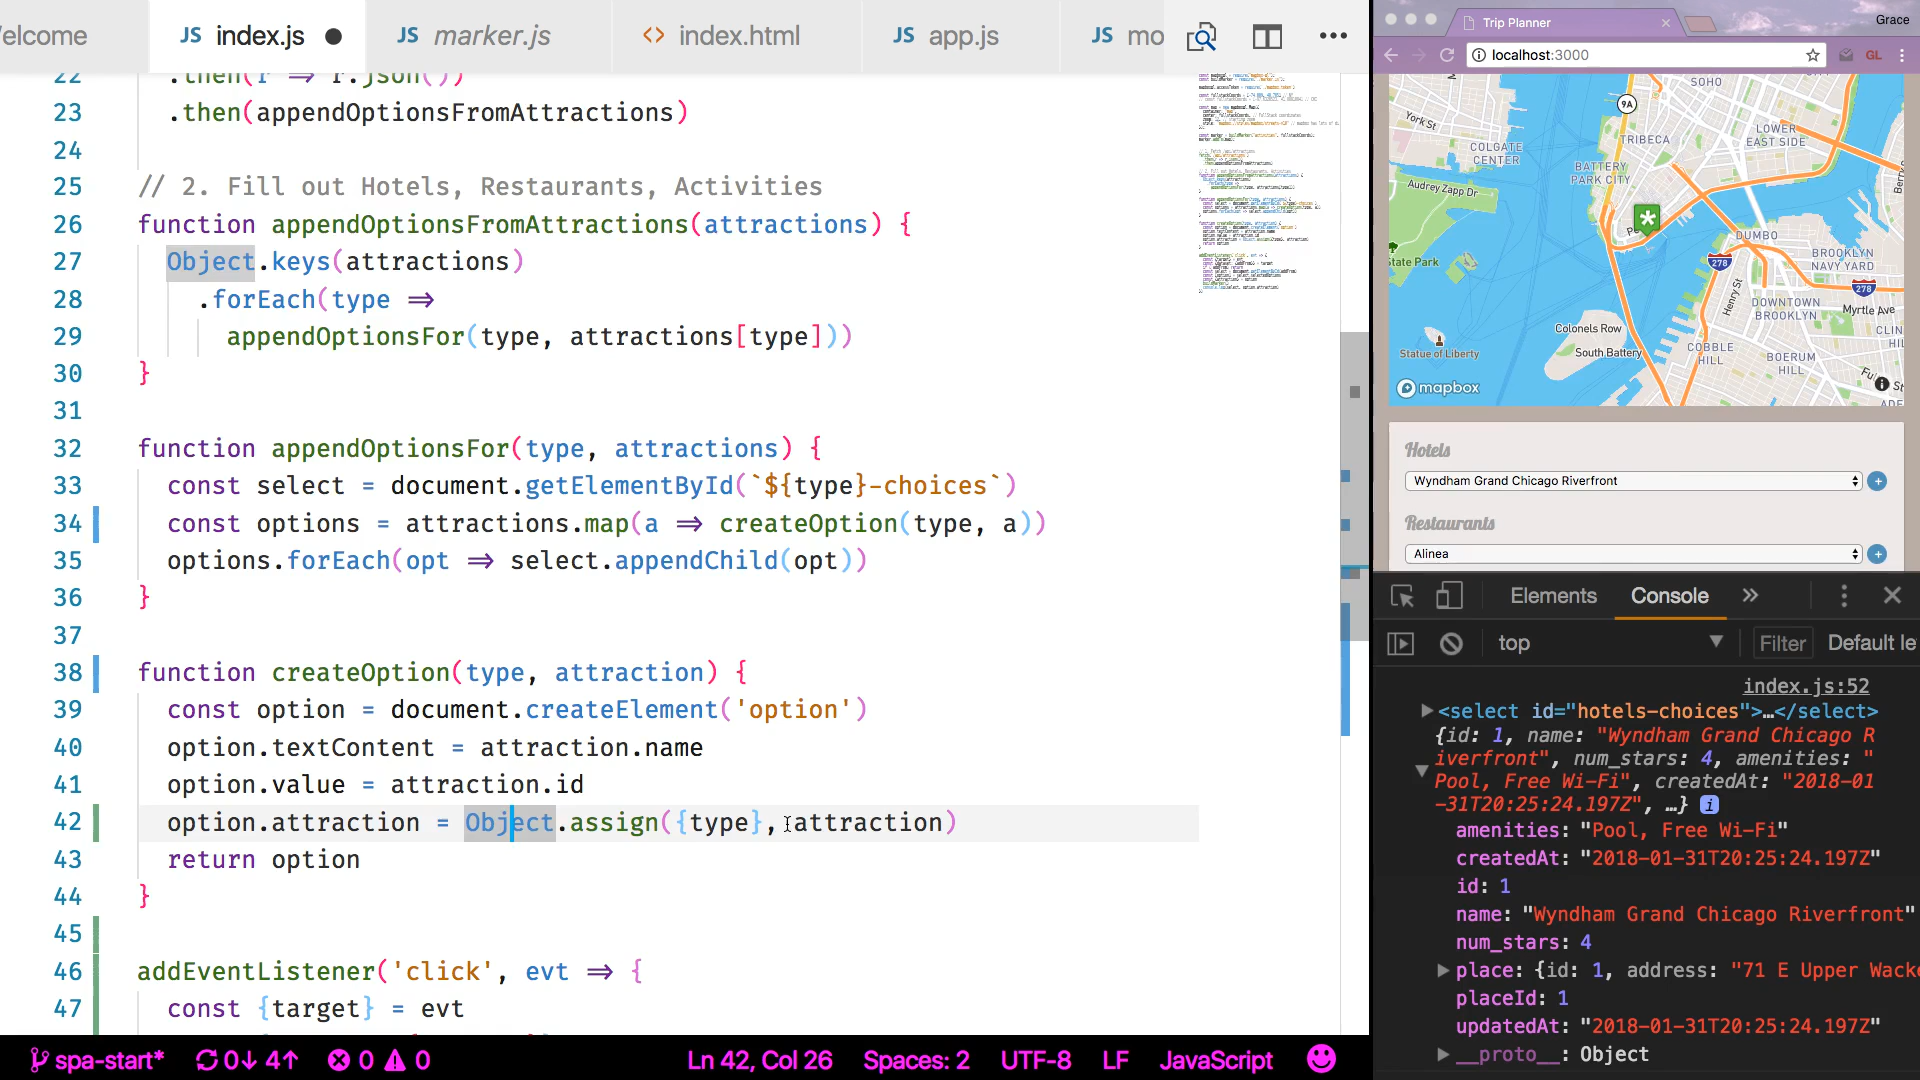 elcome
JS index.js
JS marker.js
<> index.html
JS app.js
JS mo
22 .then(r => r.json())
23 .then(appendOptionsFromAttractions)
24
25 // 2. Fill out Hotels, Restaurants, Activities
26 function appendOptionsFromAttractions(attractions) {
27 Object.keys(attractions)
28 .forEach(type =>
29 appendOptionsFor(type, attractions[type]))
30 }
31
32 function appendOptionsFor(type, attractions) {
33 const select = document.getElementById(`${type}-choices`)
34 const options = attractions.map(a => createOption(type, a))
35 options.forEach(opt => select.appendChild(opt))
36 }
37
38 function createOption(type, attraction) {
39 const option = document.createElement('option')
40 option.textContent = attraction.name
41 option.value = attraction.id
42 option.attraction = Object.assign({type}, attraction)
43 return option
44 }
45
46 addEventListener('click', evt => {
47 const {target} = evt
spa-start* 0↓ 4↑ 0 0
Ln 42, Col 26 Spaces: 2 UTF-8 LF JavaScript
Trip Planner
Grace
localhost:3000
GL
SOHO
9A
York St
TRIBECA
LOWER
EAST SIDE
COLGATE
CENTER
BATTERY
PARK CITY
Audrey Zapp Dr
DUMBO
State Park
278
BROOKLYN
NAVY YARD
278
Henry St
DOWNTOWN
BROOKLYN
Myrtle Ave
Colonels Row
CLIN
Statue of Liberty
South Battery
COBBLE
HILL
BOERUM
HILL
mapbox
Hotels
Wyndham Grand Chicago Riverfront
Restaurants
Alinea
Elements Console »
top Filter Default le
index.js:52
<select id="hotels-choices">…</select>
{id: 1, name: "Wyndham Grand Chicago R
iverfront", num_stars: 4, amenities: "
Pool, Free Wi-Fi", createdAt: "2018-01
-31T20:25:24.197Z", …} i
amenities: "Pool, Free Wi-Fi"
createdAt: "2018-01-31T20:25:24.197Z"
id: 1
name: "Wyndham Grand Chicago Riverfront"
num_stars: 4
place: {id: 1, address: "71 E Upper Wacke
placeId: 1
updatedAt: "2018-01-31T20:25:24.197Z"
__proto__: Object